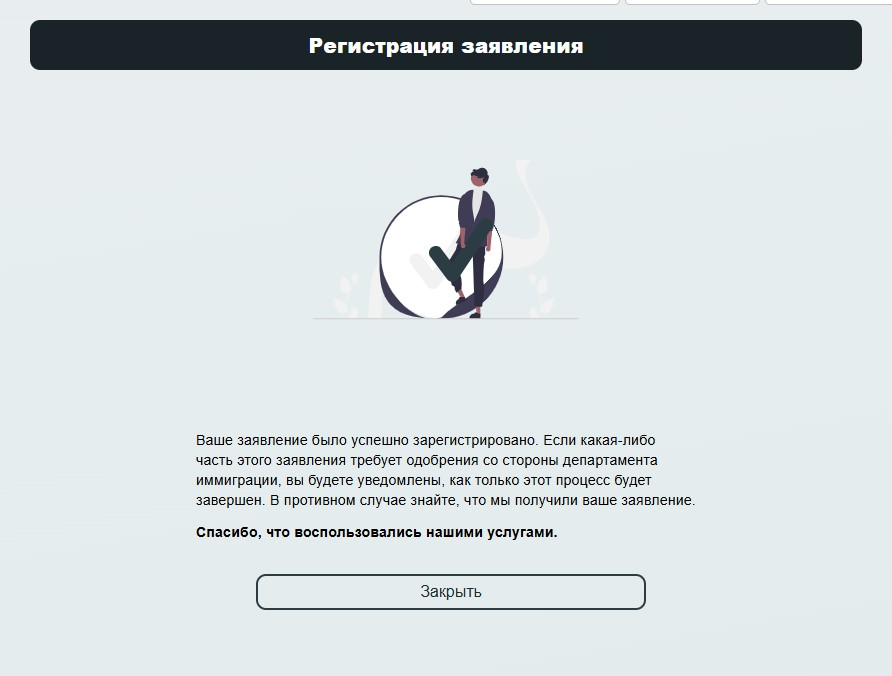 Регистрация заявления
Ваше заявление было успешно зарегистрировано. Если какая-либо
часть этого заявления требует одобрения со стороны департамента
иммиграции, вы будете уведомлены, как только этот процесс будет
завершен. В противном случае знайте, что мы получили ваше заявление.
Спасибо, что воспользовались нашими услугами.
Закрыть